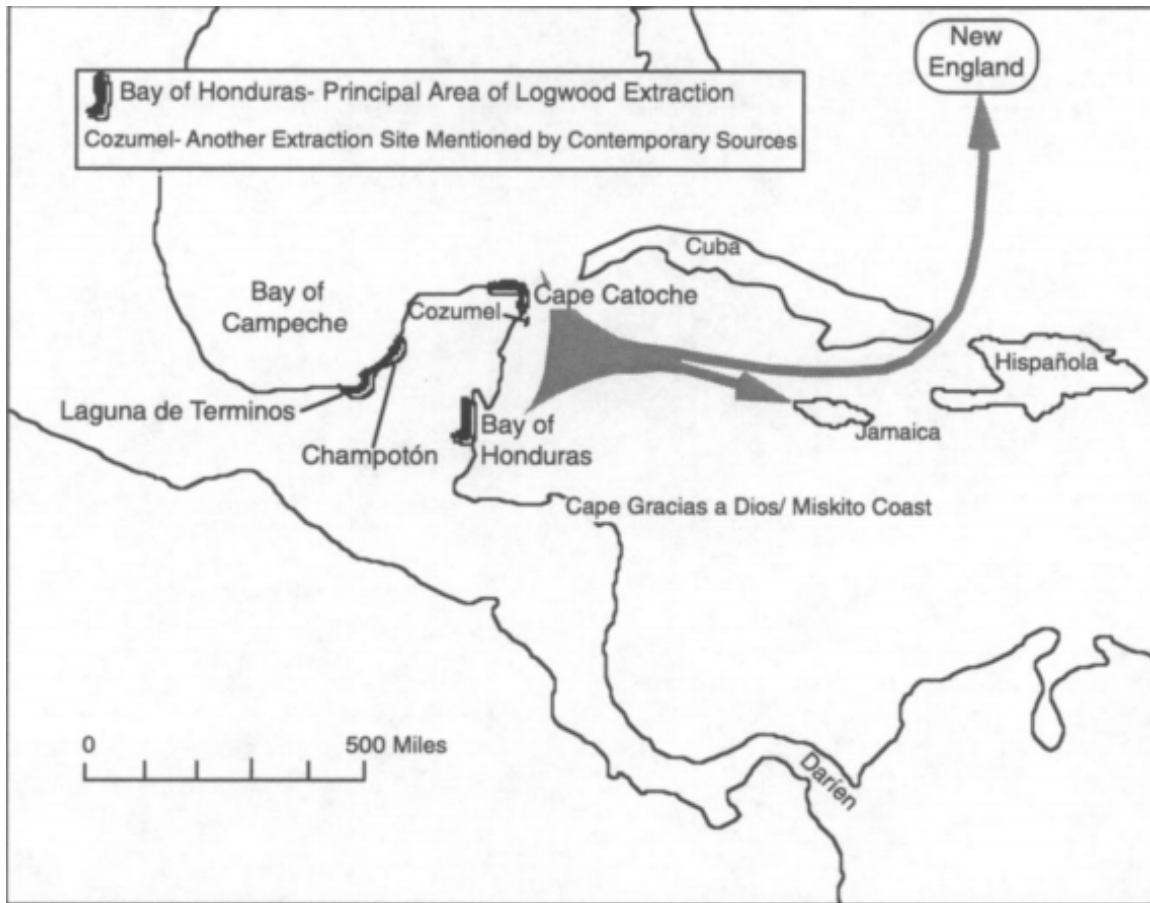 New
England
Bay of Honduras- Principal Area of Logwood Extraction
Cozumel- Another Extraction Site Mentioned by Contemporary Sources
Cuba
Bay of
Campeche
Cape Catoche
Cozumel
Hispañola
Laguna de Terminos
Jamaica
Champotón
Bay of
Honduras
Cape Gracias a Dios/ Miskito Coast
0
500 Miles
Daríen